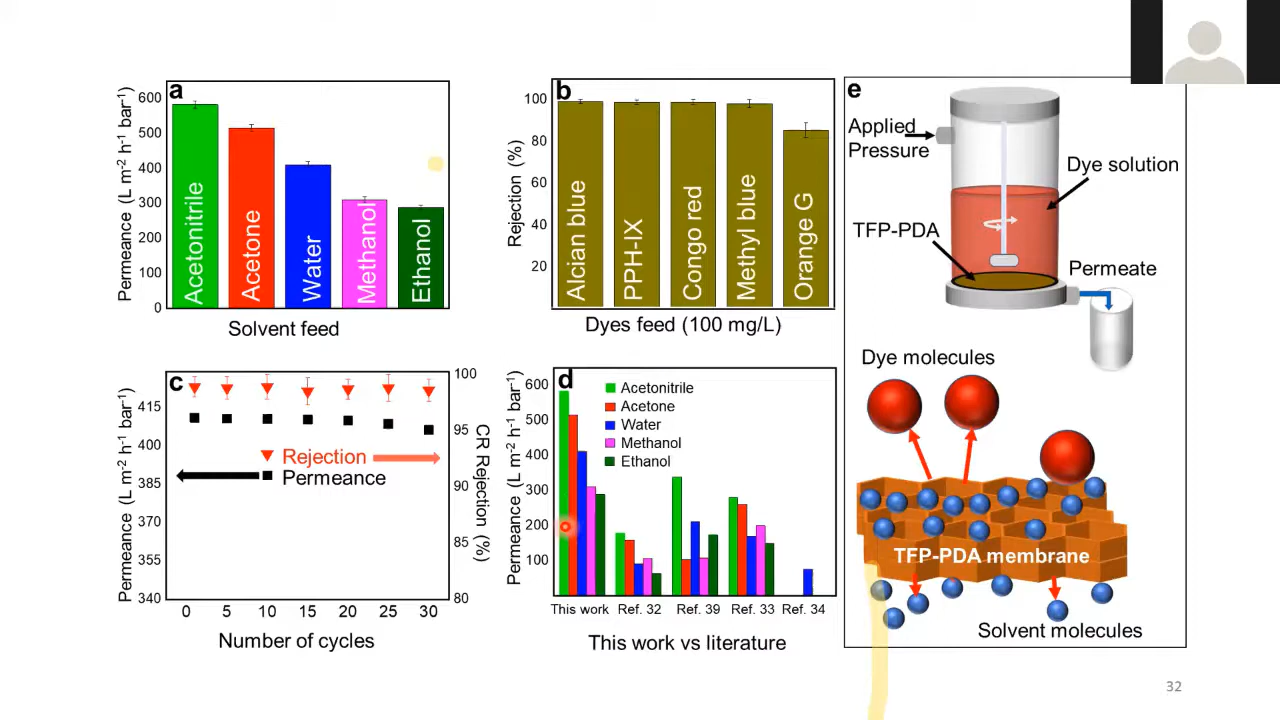 a
Permeance (L m⁻² h⁻¹ bar⁻¹)
600
500
400
300
200
100
0
Acetonitrile
Acetone
Water
Methanol
Ethanol
Solvent feed
b
Rejection (%)
100
80
60
40
20
Alcian blue
PPH-IX
Congo red
Methyl blue
Orange G
Dyes feed (100 mg/L)
c
Permeance (L m⁻² h⁻¹ bar⁻¹)
415
400
385
370
355
340
Rejection
Permeance
100
95
90
85
80
CR Rejection (%)
0 5 10 15 20 25 30
Number of cycles
d
Permeance (L m⁻² h⁻¹ bar⁻¹)
600
500
400
300
200
100
Acetonitrile
Acetone
Water
Methanol
Ethanol
This work Ref. 32 Ref. 39 Ref. 33 Ref. 34
This work vs literature
e
Applied
Pressure
Dye solution
TFP-PDA
Permeate
Dye molecules
TFP-PDA membrane
Solvent molecules
32